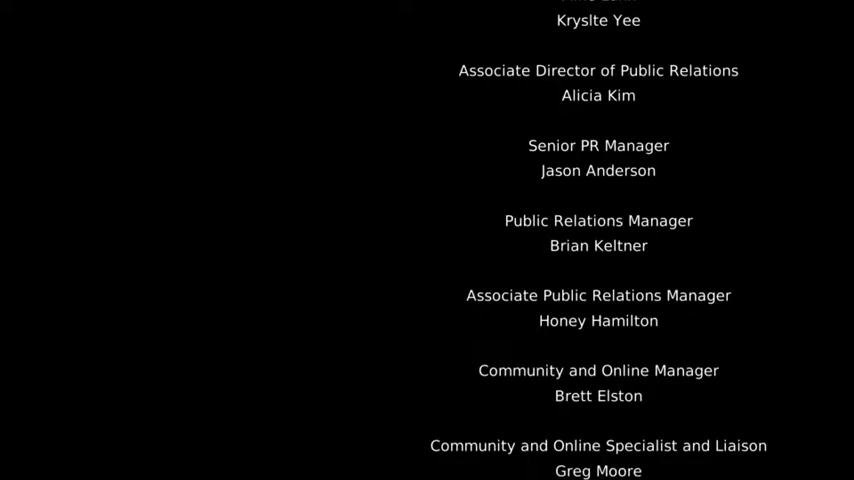 Kryslte Yee
Associate Director of Public Relations
Alicia Kim
Senior PR Manager
Jason Anderson
Public Relations Manager
Brian Keltner
Associate Public Relations Manager
Honey Hamilton
Community and Online Manager
Brett Elston
Community and Online Specialist and Liaison
Greg Moore